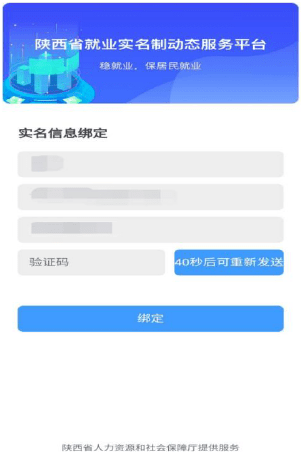 陕西省就业实名制动态服务平台
稳就业、保居民就业
实名信息绑定
验证码
40秒后可重新发送
绑定
陕西省人力资源和社会保障厅提供服务